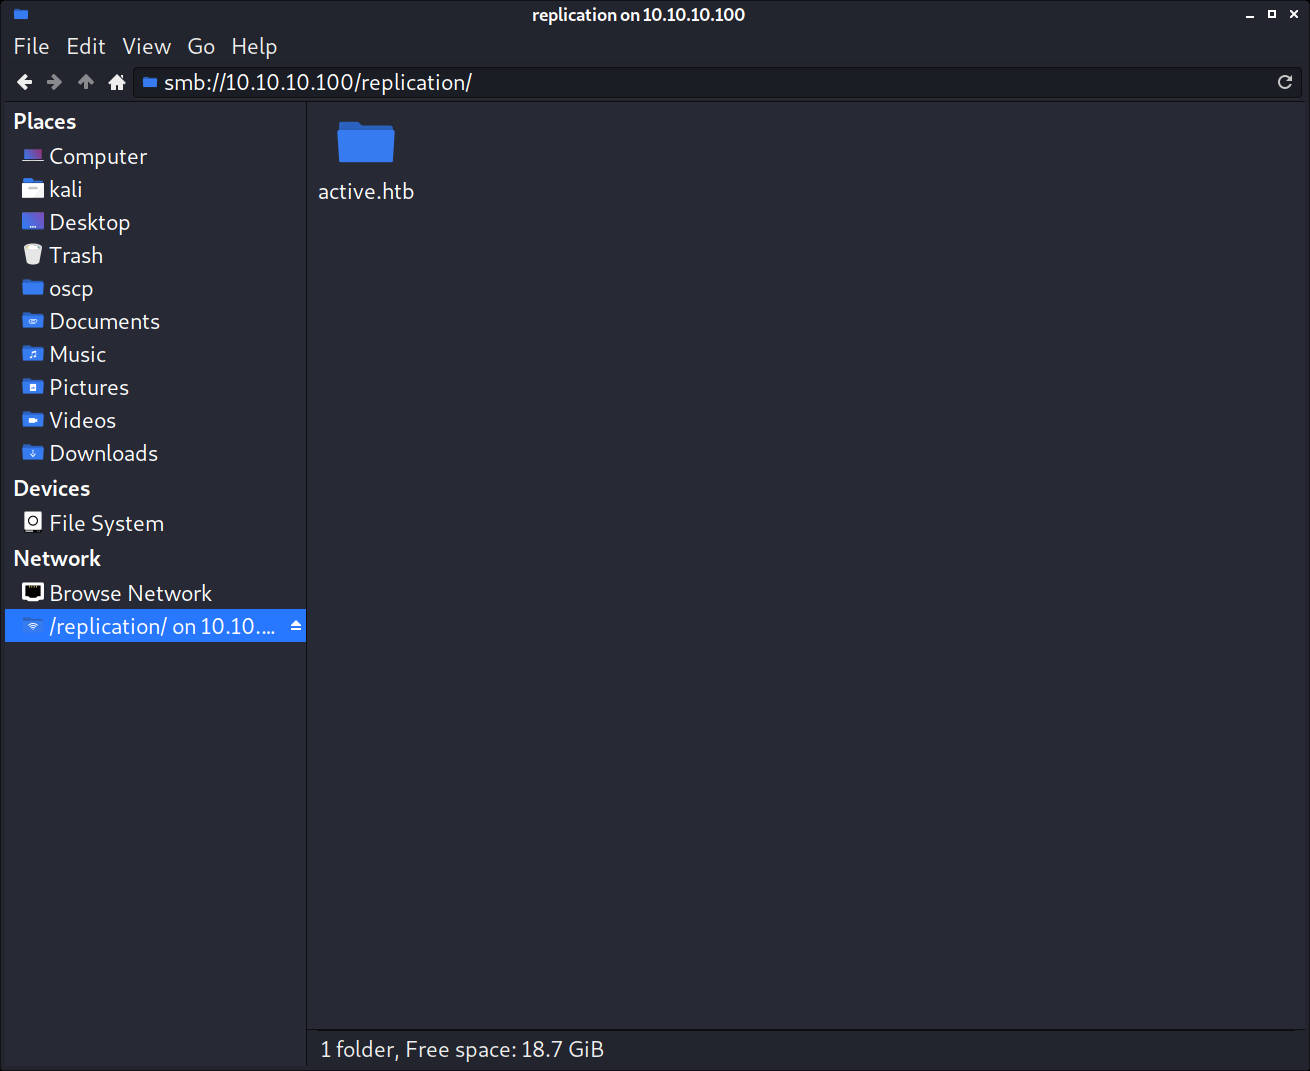 replication on 10.10.10.100
File Edit View Go Help
smb://10.10.10.100/replication/
Places
Computer
kali
Desktop
Trash
oscp
Documents
Music
Pictures
Videos
Downloads
Devices
File System
Network
Browse Network
/replication/ on 10.10....
active.htb
1 folder, Free space: 18.7 GiB